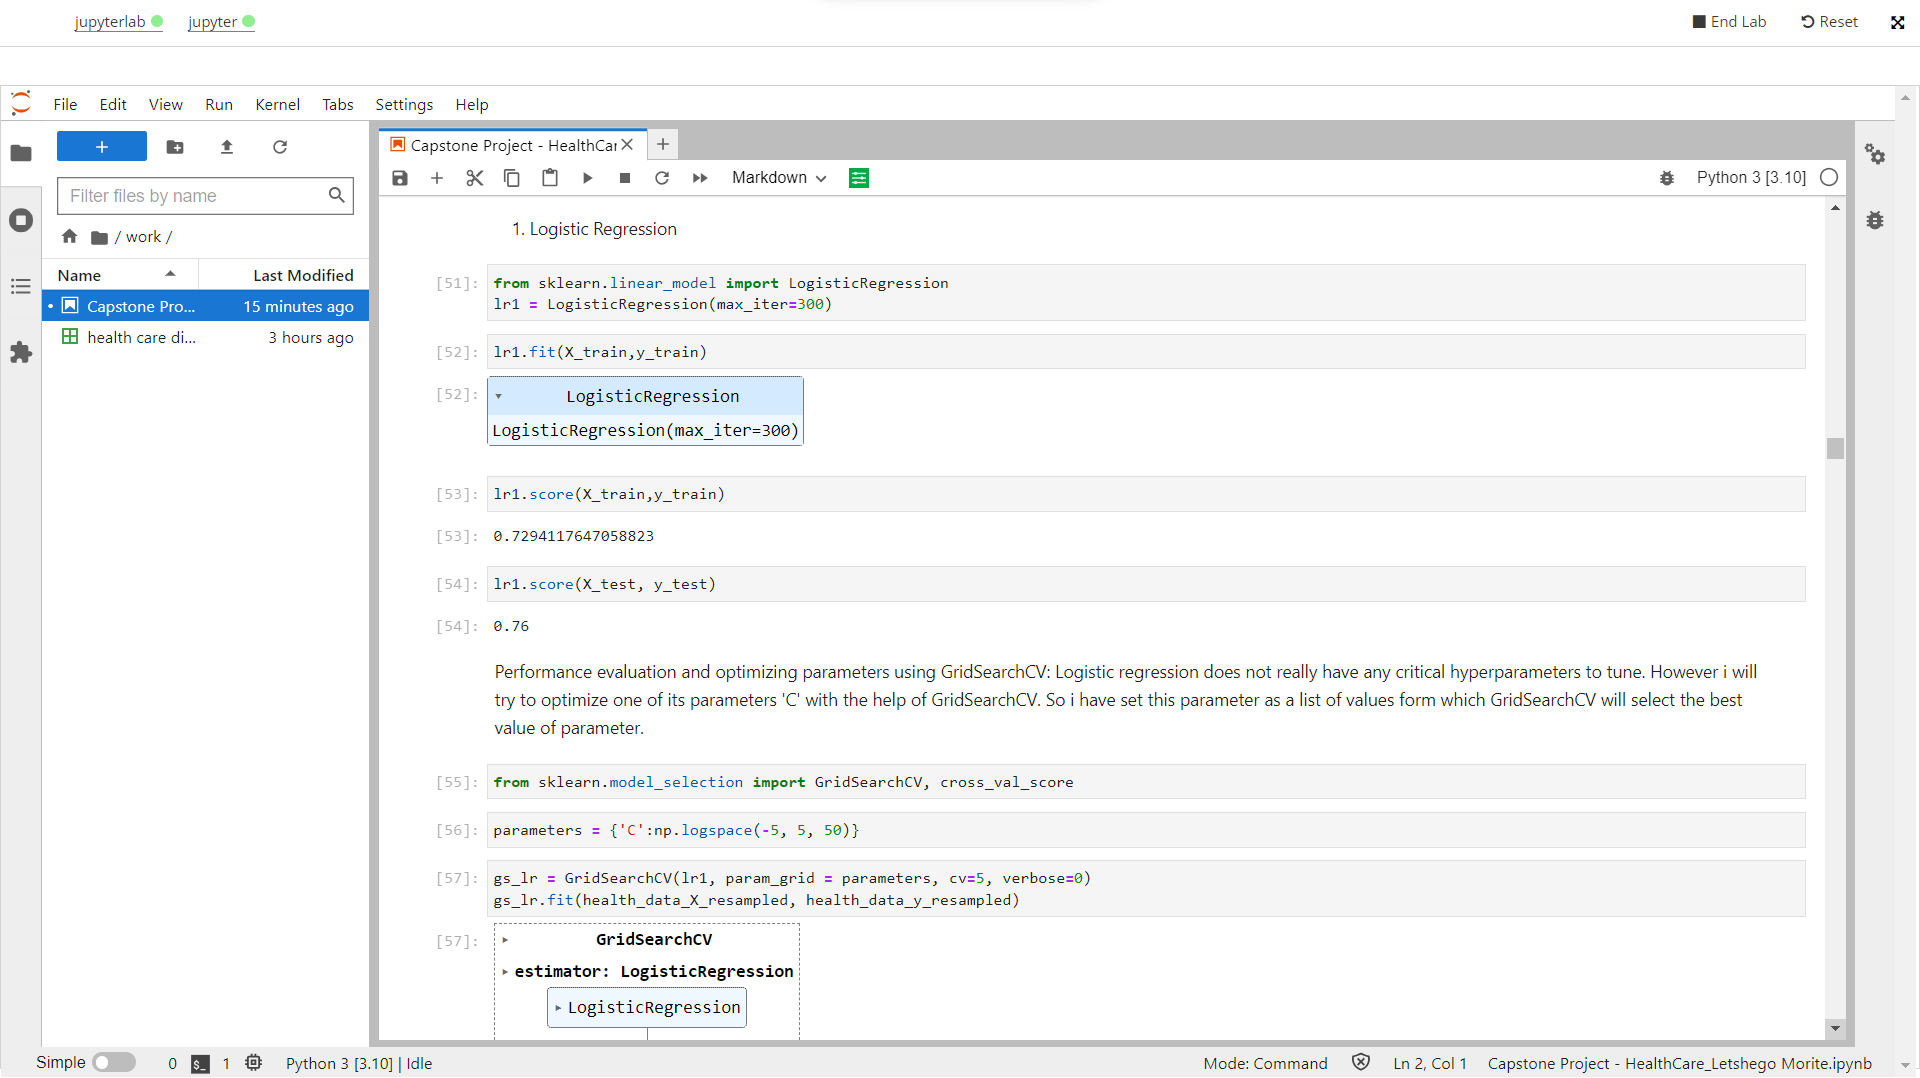 jupyterlab jupyter End Lab Reset
File Edit View Run Kernel Tabs Settings Help
Capstone Project - HealthCar
Markdown Python 3 [3.10]
Filter files by name
/ work /
Name Last Modified
Capstone Pro... 15 minutes ago
health care di... 3 hours ago
1. Logistic Regression
[51]: from sklearn.linear_model import LogisticRegression
lr1 = LogisticRegression(max_iter=300)
[52]: lr1.fit(X_train,y_train)
[52]: LogisticRegression
LogisticRegression(max_iter=300)
[53]: lr1.score(X_train,y_train)
[53]: 0.7294117647058823
[54]: lr1.score(X_test, y_test)
[54]: 0.76
Performance evaluation and optimizing parameters using GridSearchCV: Logistic regression does not really have any critical hyperparameters to tune. However i will
try to optimize one of its parameters 'C' with the help of GridSearchCV. So i have set this parameter as a list of values form which GridSearchCV will select the best
value of parameter.
[55]: from sklearn.model_selection import GridSearchCV, cross_val_score
[56]: parameters = {'C':np.logspace(-5, 5, 50)}
[57]: gs_lr = GridSearchCV(lr1, param_grid = parameters, cv=5, verbose=0)
gs_lr.fit(health_data_X_resampled, health_data_y_resampled)
[57]: GridSearchCV
estimator: LogisticRegression
LogisticRegression
Simple 0 $_ 1 Python 3 [3.10] | Idle Mode: Command Ln 2, Col 1 Capstone Project - HealthCare_Letshego Morite.ipynb